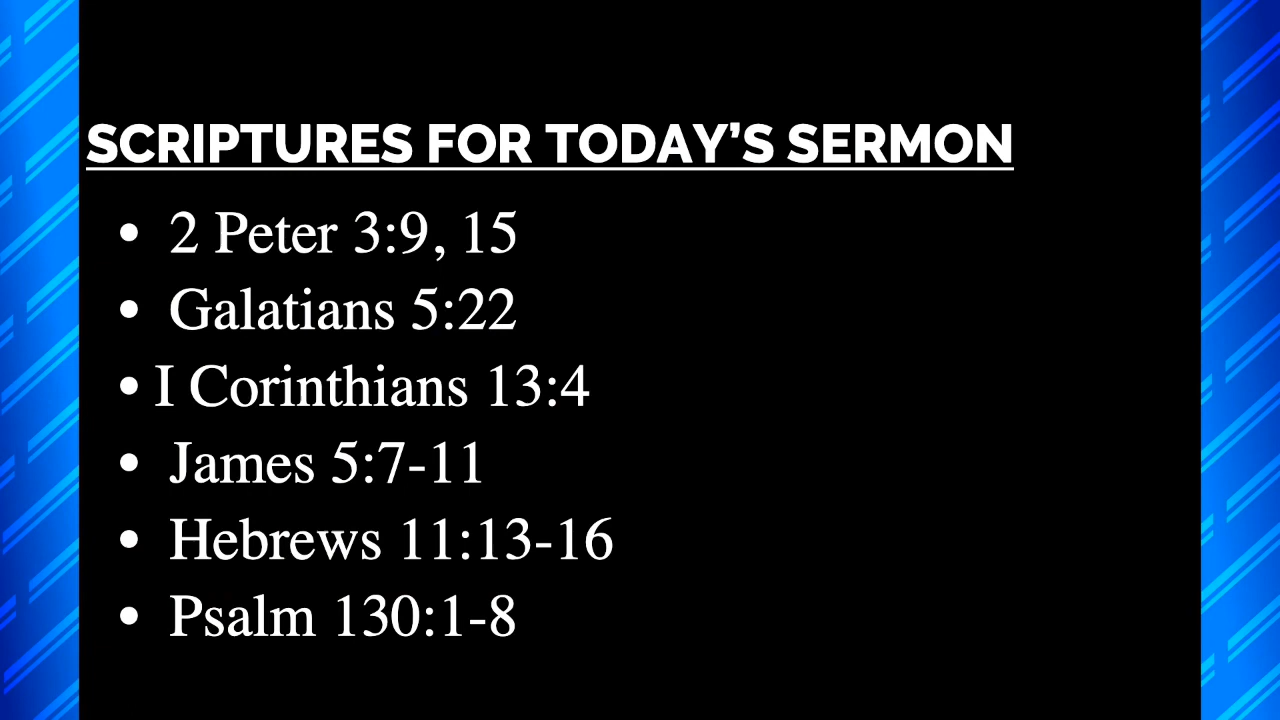 SCRIPTURES FOR TODAY’S SERMON
• 2 Peter 3:9, 15
• Galatians 5:22
• I Corinthians 13:4
• James 5:7-11
• Hebrews 11:13-16
• Psalm 130:1-8